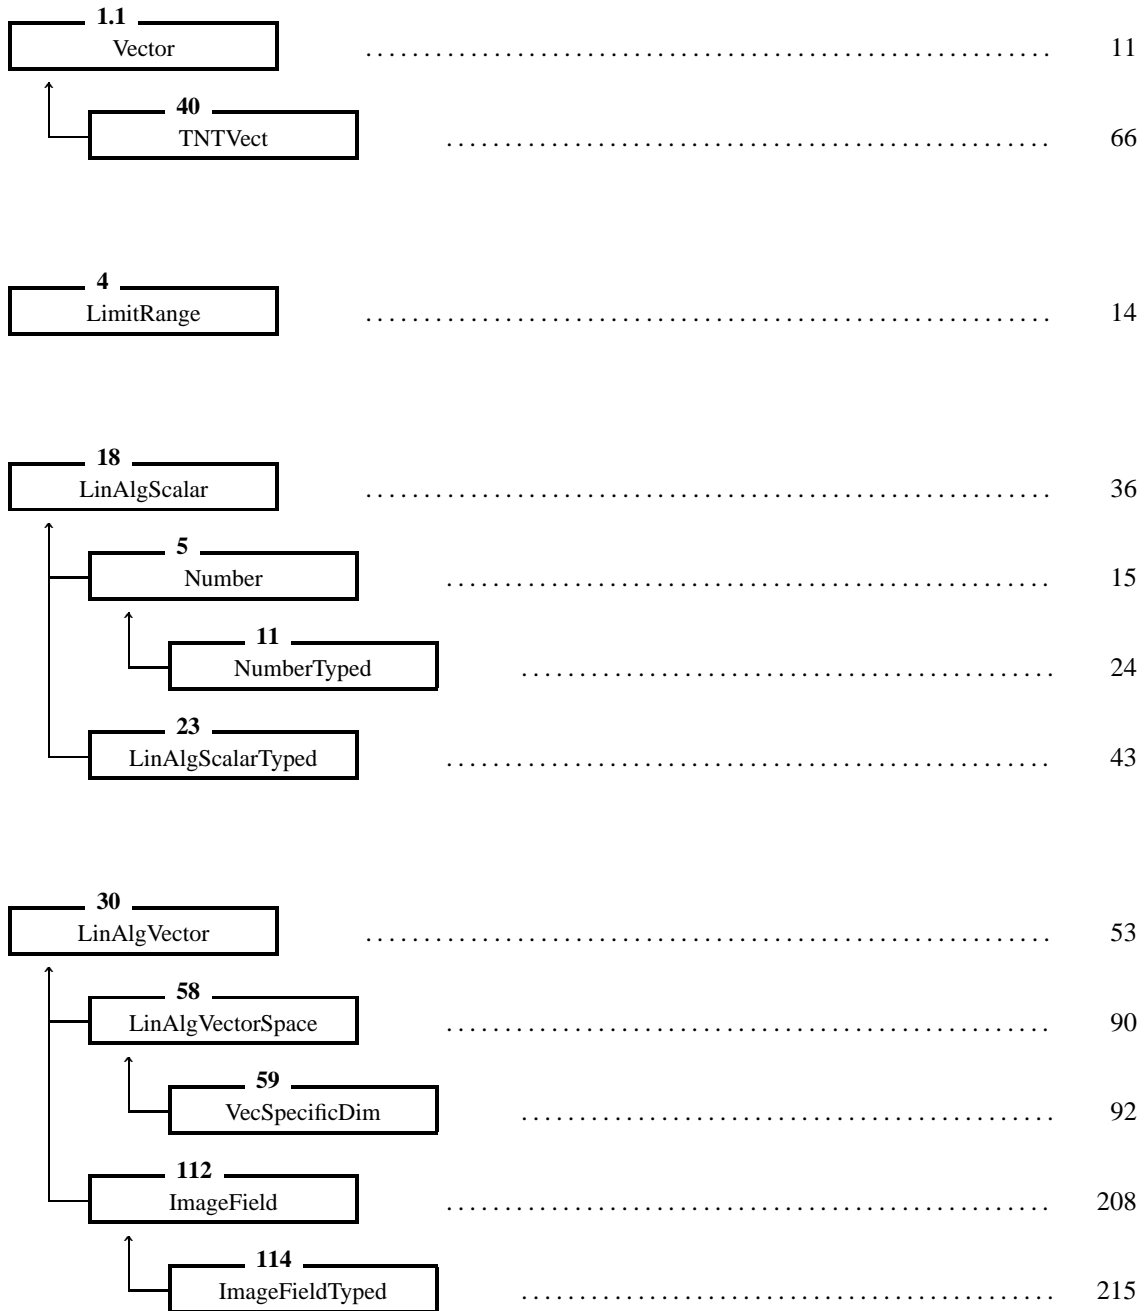 1.1
Vector ........................................................... 11
40
TNTVect .................................................... 66
4
LimitRange ........................................................... 14
18
LinAlgScalar ........................................................... 36
5
Number .................................................... 15
11
NumberTyped .............................................. 24
23
LinAlgScalarTyped .................................................... 43
30
LinAlgVector ........................................................... 53
58
LinAlgVectorSpace .................................................... 90
59
VecSpecificDim .............................................. 92
112
ImageField .................................................... 208
114
ImageFieldTyped .............................................. 215